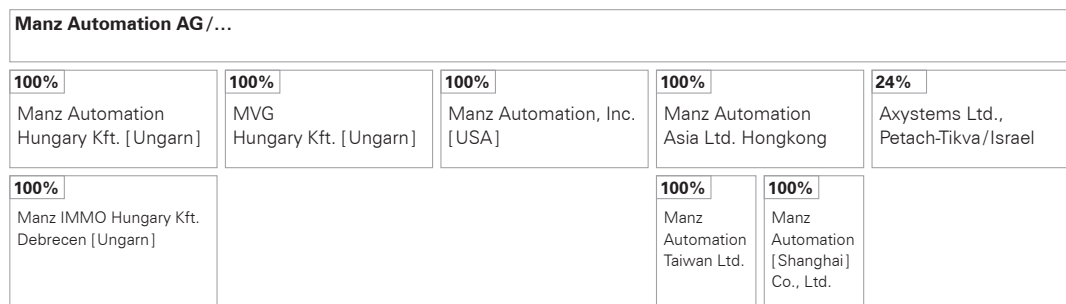 Manz Automation AG/…
100%
Manz Automation
Hungary Kft. [Ungarn]
100%
MVG
Hungary Kft. [Ungarn]
100%
Manz Automation, Inc.
[USA]
100%
Manz Automation
Asia Ltd. Hongkong
24%
Axystems Ltd.,
Petach-Tikva/Israel
100%
Manz IMMO Hungary Kft.
Debrecen [Ungarn]
100%
Manz
Automation
Taiwan Ltd.
100%
Manz
Automation
[Shanghai]
Co., Ltd.